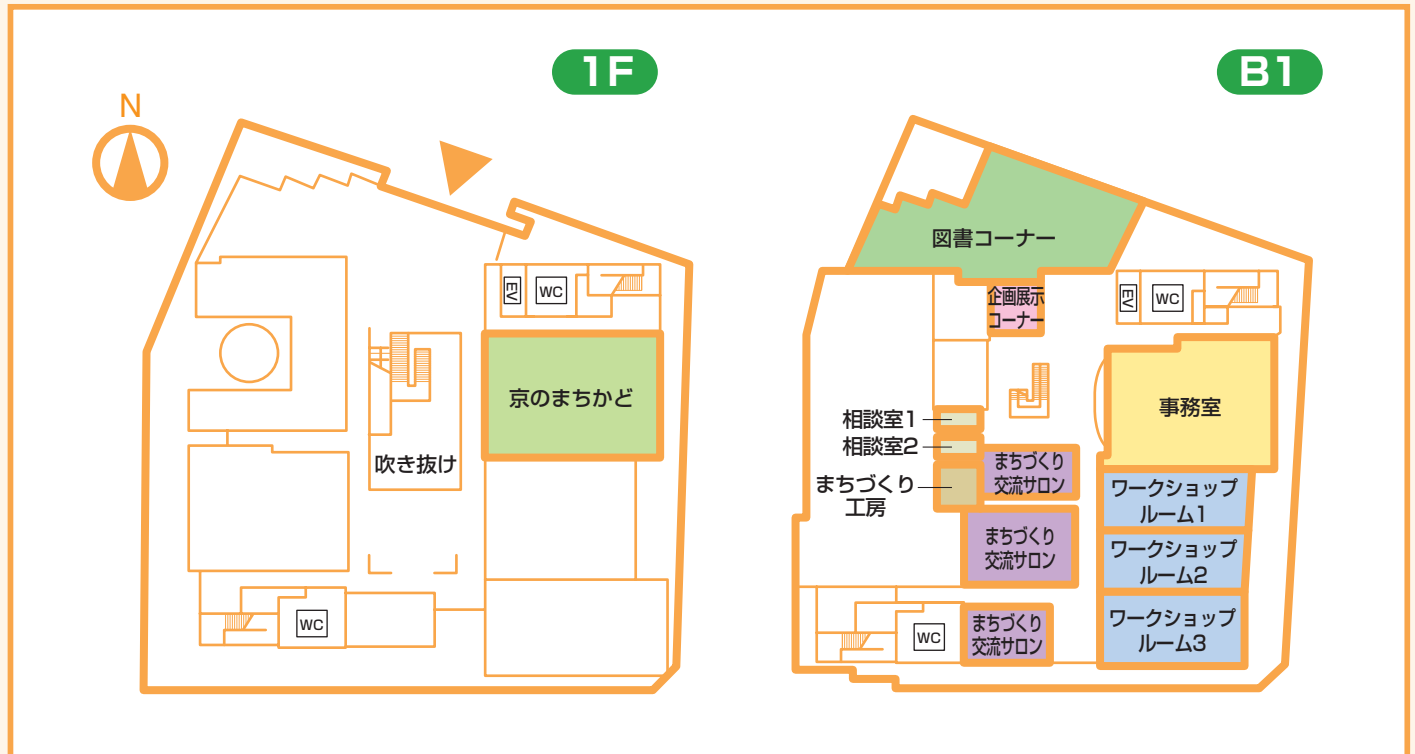 1F
N
EV
WC
京のまちかど
吹き抜け
WC
B1
図書コーナー
企画展示
コーナー
EV
WC
事務室
相談室1
相談室2
まちづくり
工房
まちづくり
交流サロン
まちづくり
交流サロン
まちづくり
交流サロン
ワークショップ
ルーム1
ワークショップ
ルーム2
ワークショップ
ルーム3
WC